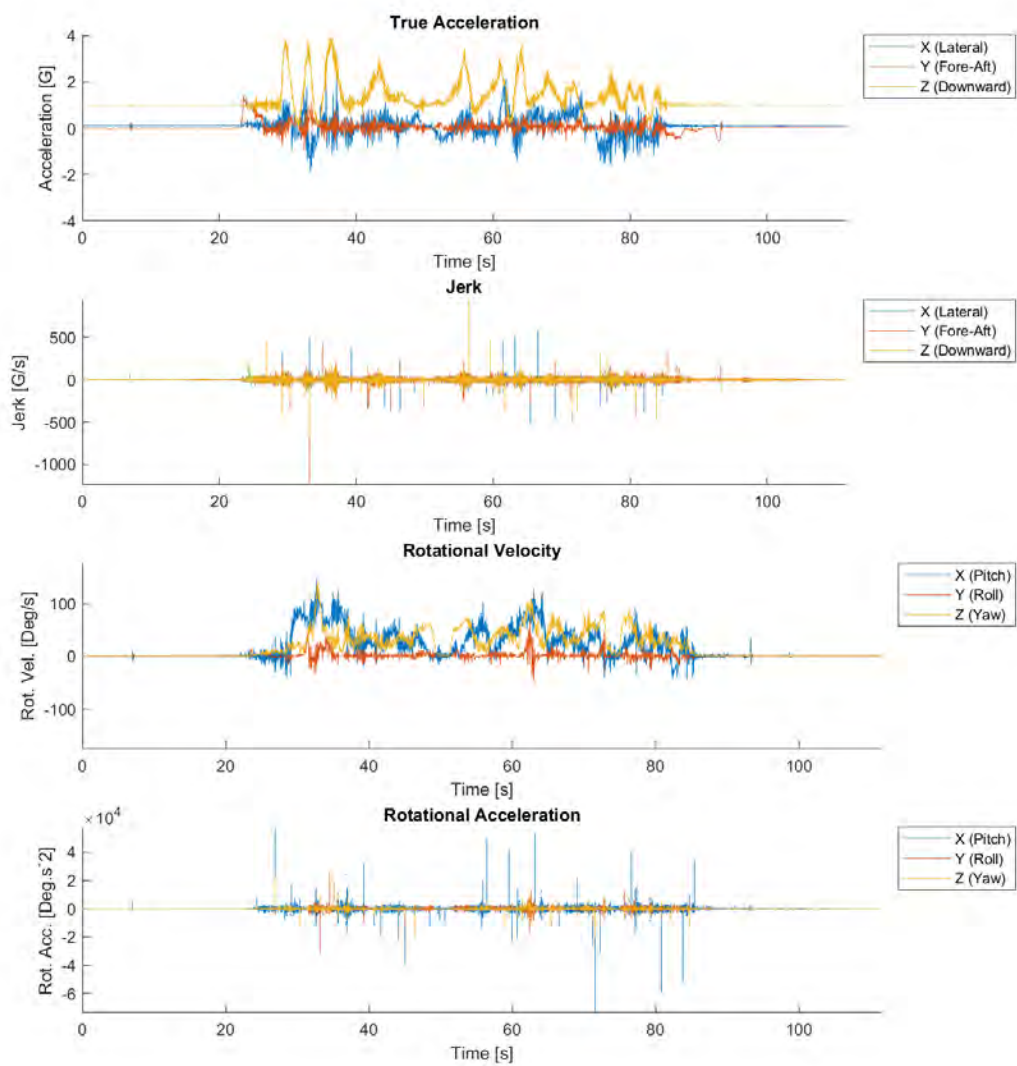 True Acceleration
4
2
0
-2
-4
Acceleration [G]
0 20 40 60 80 100
Time [s]
X (Lateral)
Y (Fore-Aft)
Z (Downward)
Jerk
500
0
-500
-1000
Jerk [G/s]
0 20 40 60 80 100
Time [s]
X (Lateral)
Y (Fore-Aft)
Z (Downward)
Rotational Velocity
100
0
-100
Rot. Vel. [Deg/s]
0 20 40 60 80 100
Time [s]
X (Pitch)
Y (Roll)
Z (Yaw)
Rotational Acceleration
×10^4
4
2
0
-2
-4
-6
Rot. Acc. [Deg.s^2]
0 20 40 60 80 100
Time [s]
X (Pitch)
Y (Roll)
Z (Yaw)